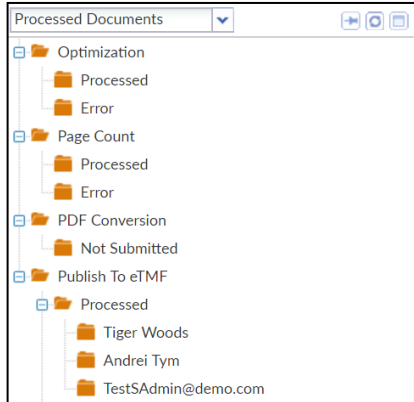 Processed Documents
Optimization
Processed
Error
Page Count
Processed
Error
PDF Conversion
Not Submitted
Publish To eTMF
Processed
Tiger Woods
Andrei Tym
TestSAdmin@demo.com